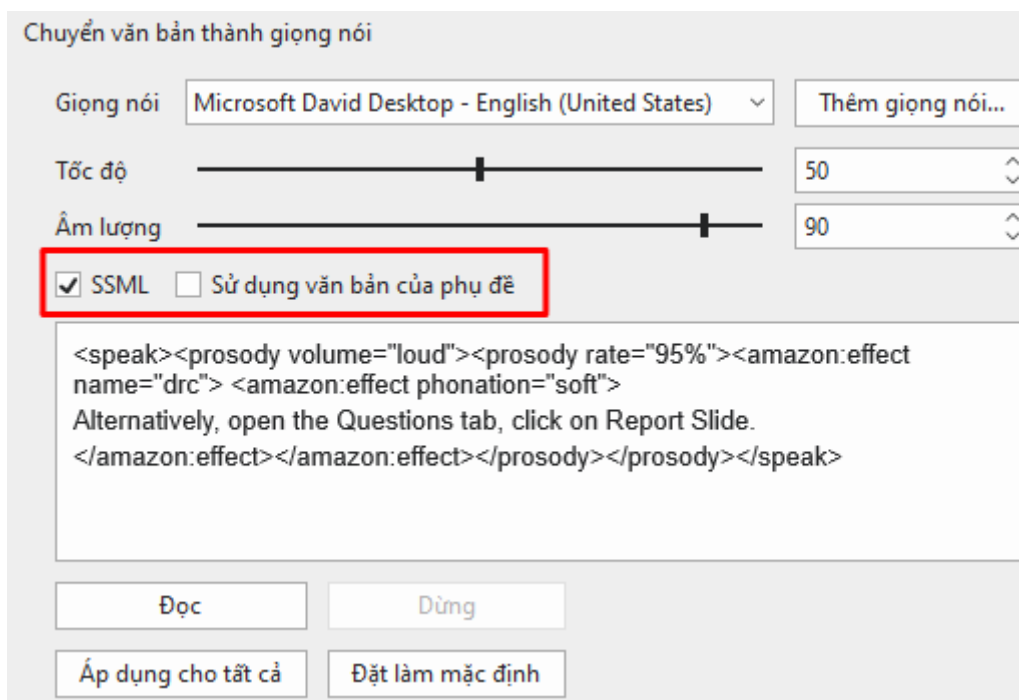 Chuyển văn bản thành giọng nói
Giọng nói Microsoft David Desktop - English (United States) Thêm giọng nói...
Tốc độ 50
Âm lượng 90
SSML Sử dụng văn bản của phụ đề
<speak><prosody volume="loud"><prosody rate="95%"><amazon:effect
name="drc"> <amazon:effect phonation="soft">
Alternatively, open the Questions tab, click on Report Slide.
</amazon:effect></amazon:effect></prosody></prosody></speak>
Đọc Dừng
Áp dụng cho tất cả Đặt làm mặc định